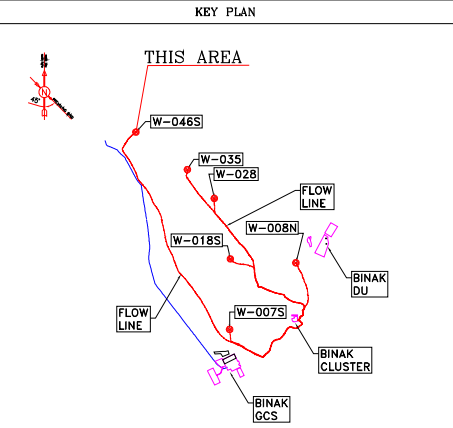 KEY PLAN
THIS AREA
N
45°
W-046S
W-035
W-028
FLOW
LINE
W-008N
W-018S
BINAK
DU
FLOW
LINE
W-007S
BINAK
CLUSTER
BINAK
GCS